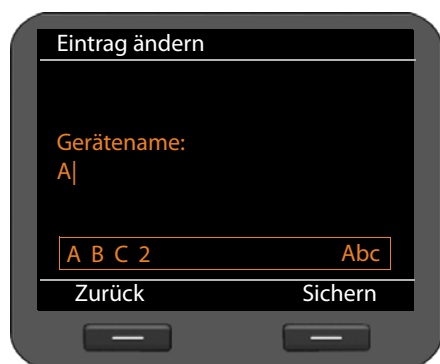 Eintrag ändern
Gerätename:
A
A B C 2 Abc
Zurück Sichern